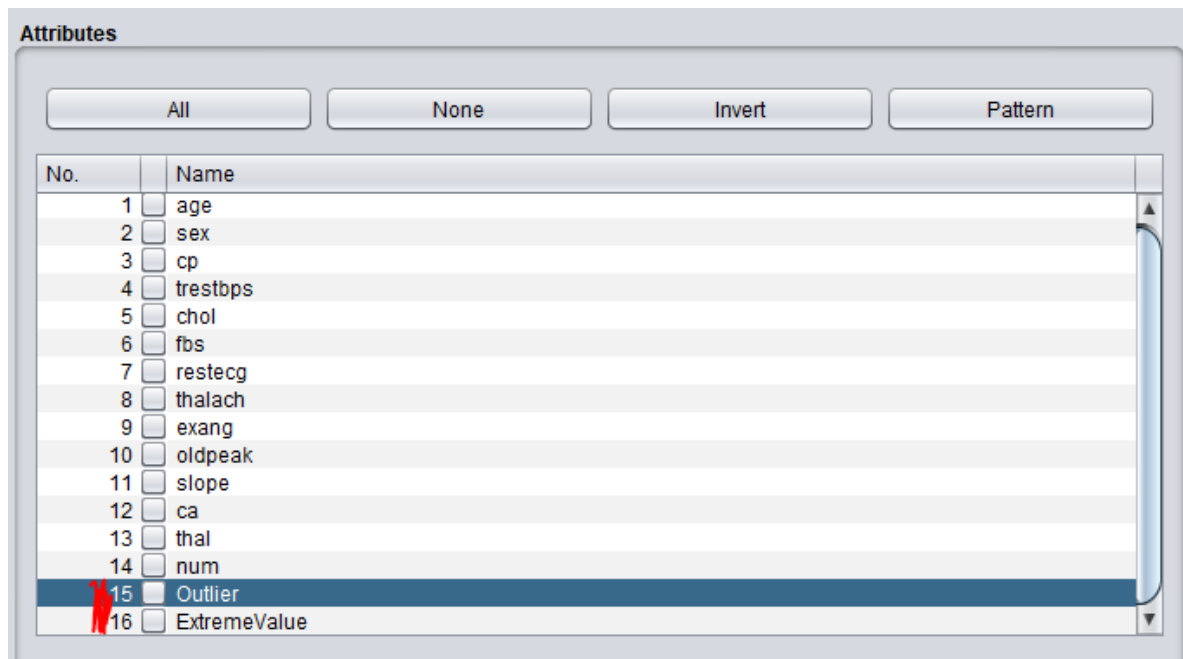 Attributes
All None Invert Pattern
No. Name
1 age
2 sex
3 cp
4 trestbps
5 chol
6 fbs
7 restecg
8 thalach
9 exang
10 oldpeak
11 slope
12 ca
13 thal
14 num
15 Outlier
16 ExtremeValue